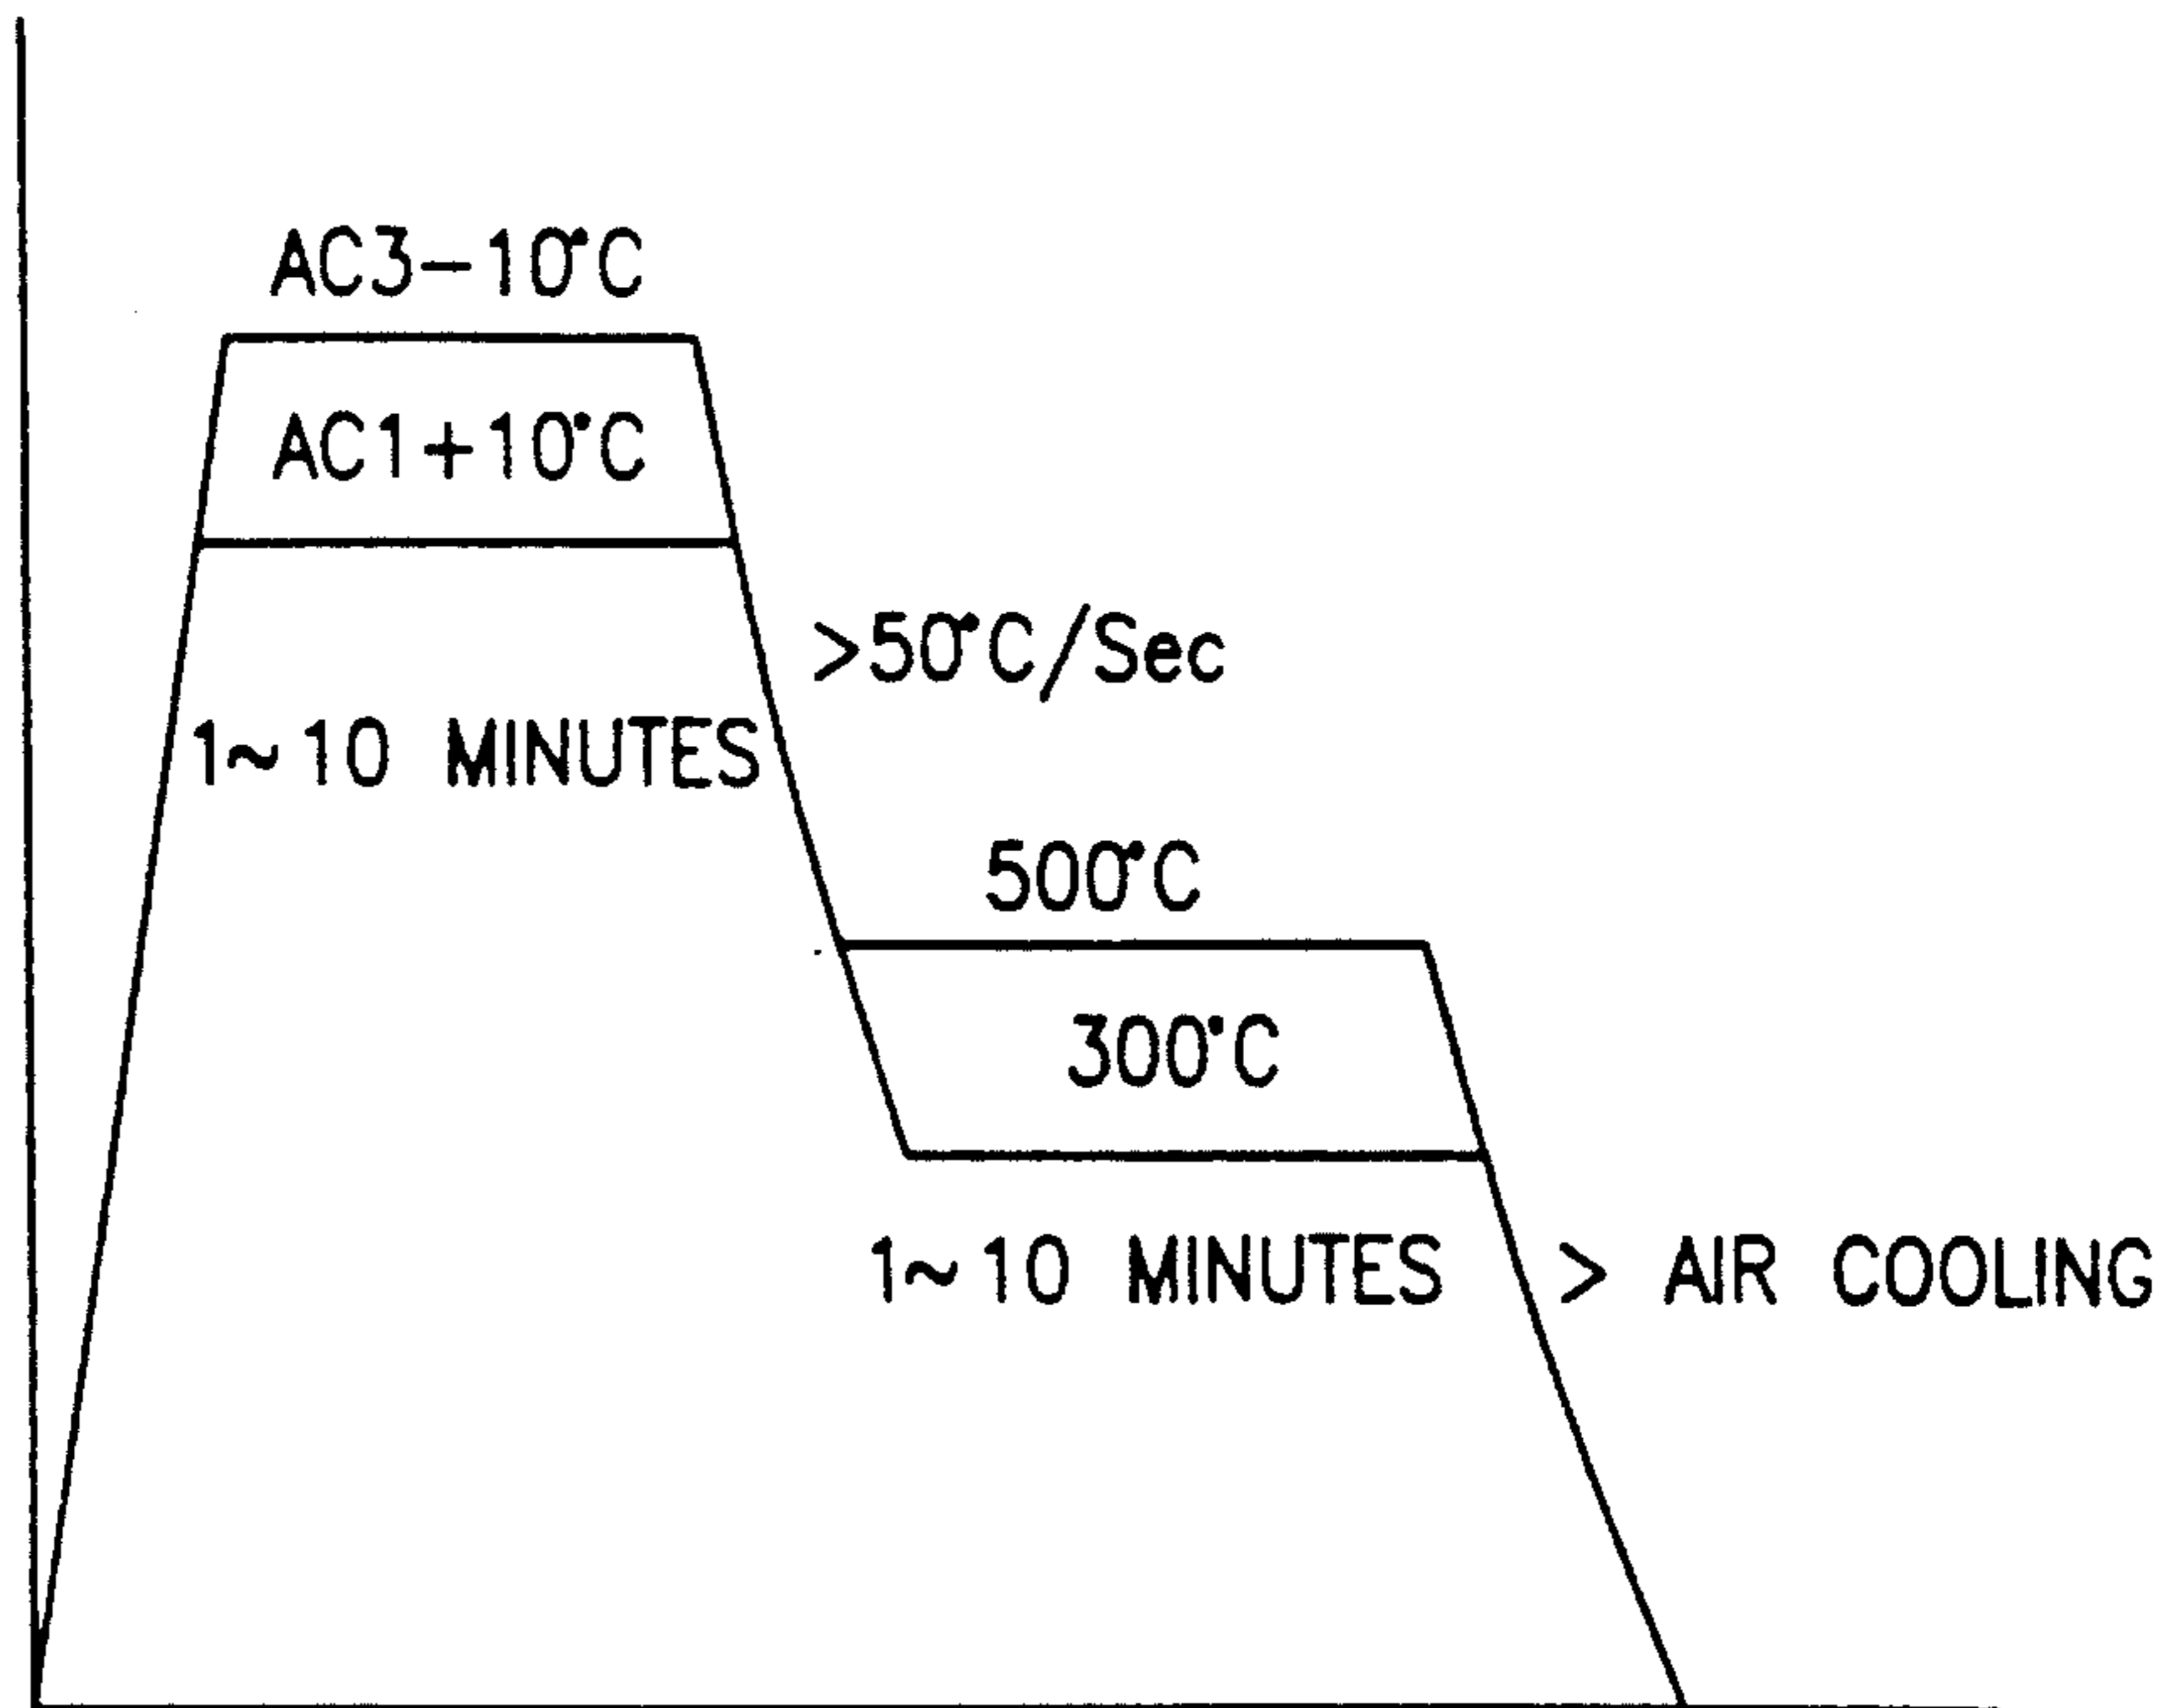 AC3-10°C
AC1+10°C
>50°C/Sec
1~10 MINUTES
500°C
300°C
1~10 MINUTES > AIR COOLING